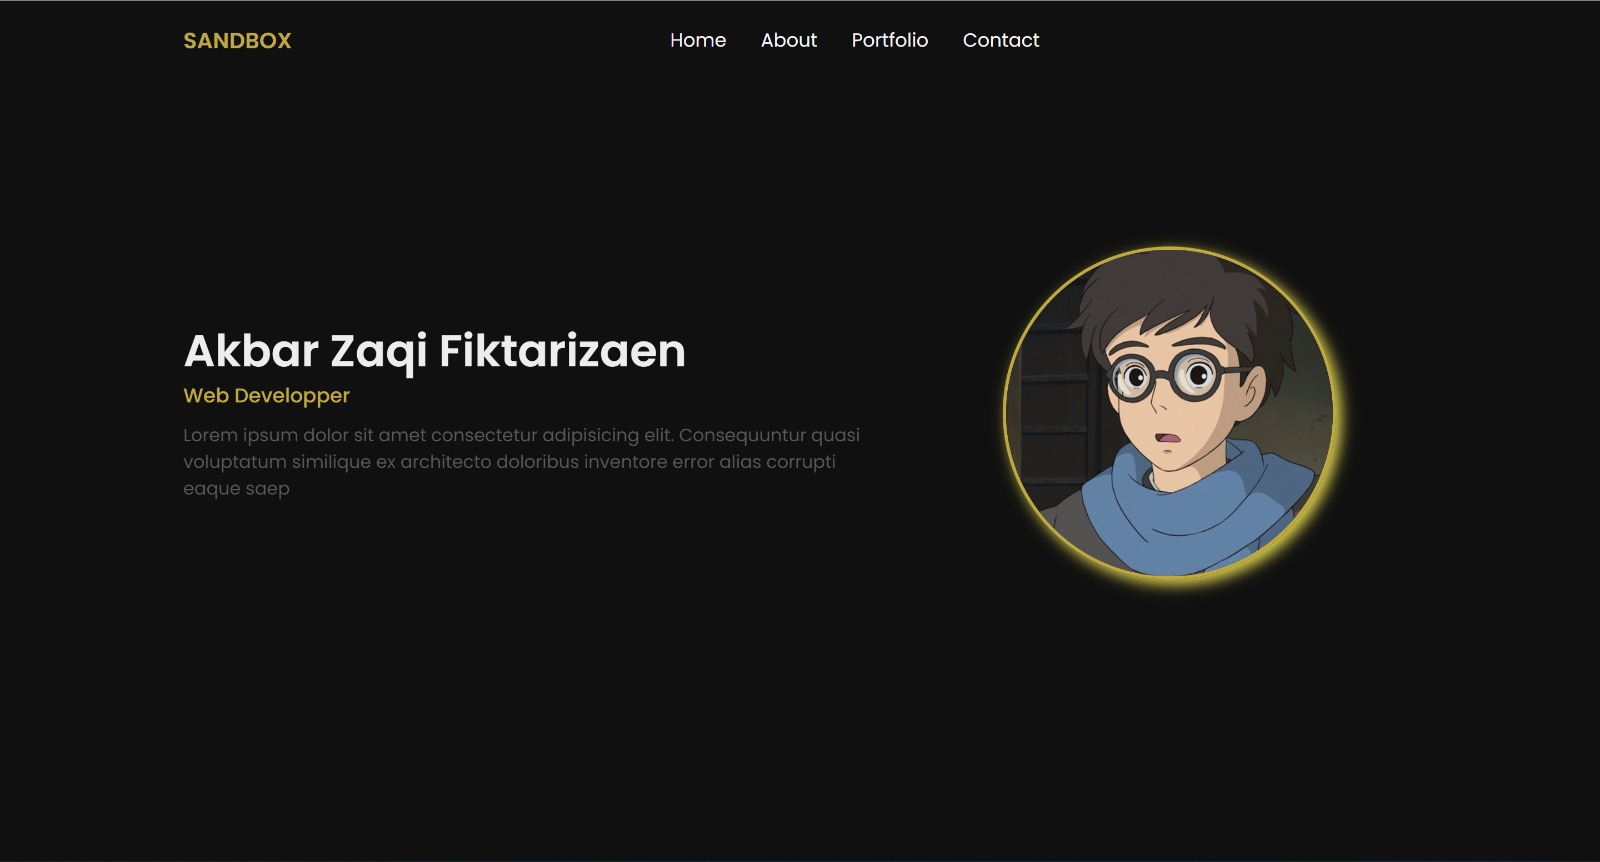 SANDBOX
Home About Portfolio Contact
Akbar Zaqi Fiktarizaen
Web Developper
Lorem ipsum dolor sit amet consectetur adipisicing elit. Consequuntur quasi
voluptatum similique ex architecto doloribus inventore error alias corrupti
eaque saep